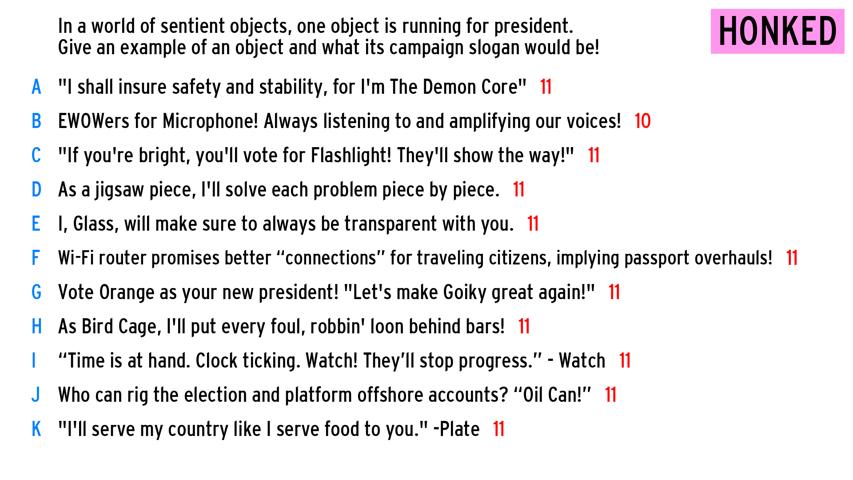 In a world of sentient objects, one object is running for president.
Give an example of an object and what its campaign slogan would be!
HONKED
A "I shall insure safety and stability, for I'm The Demon Core" 11
B EWOWers for Microphone! Always listening to and amplifying our voices! 10
C "If you're bright, you'll vote for Flashlight! They'll show the way!" 11
D As a jigsaw piece, I'll solve each problem piece by piece. 11
E I, Glass, will make sure to always be transparent with you. 11
F Wi-Fi router promises better “connections” for traveling citizens, implying passport overhauls! 11
G Vote Orange as your new president! "Let's make Goiky great again!" 11
H As Bird Cage, I'll put every foul, robbin' loon behind bars! 11
I “Time is at hand. Clock ticking. Watch! They’ll stop progress.” - Watch 11
J Who can rig the election and platform offshore accounts? “Oil Can!” 11
K "I'll serve my country like I serve food to you." -Plate 11